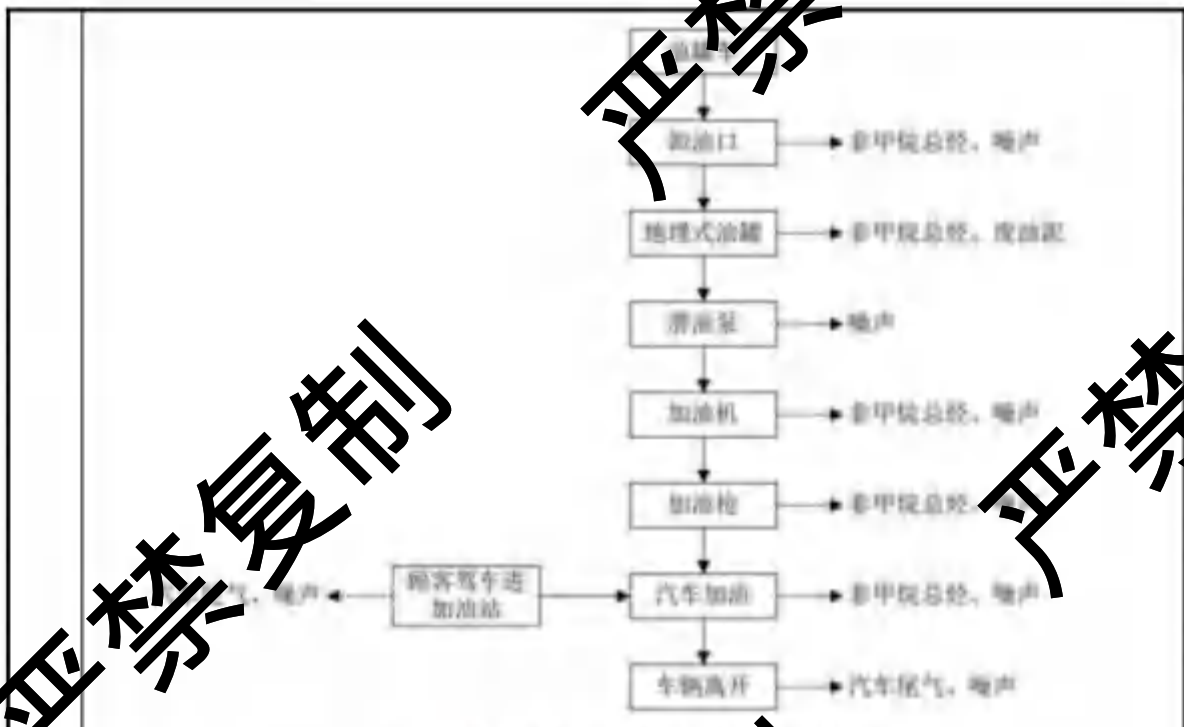 卸油口
非甲烷总烃、噪声
地埋式油罐
非甲烷总烃、废油泥
潜油泵
噪声
加油机
非甲烷总烃、噪声
加油枪
非甲烷总烃、
顾客驾车进
加油站
噪声
汽车加油
非甲烷总烃、噪声
车辆离开
汽车尾气、噪声
严禁
严禁复制
严禁